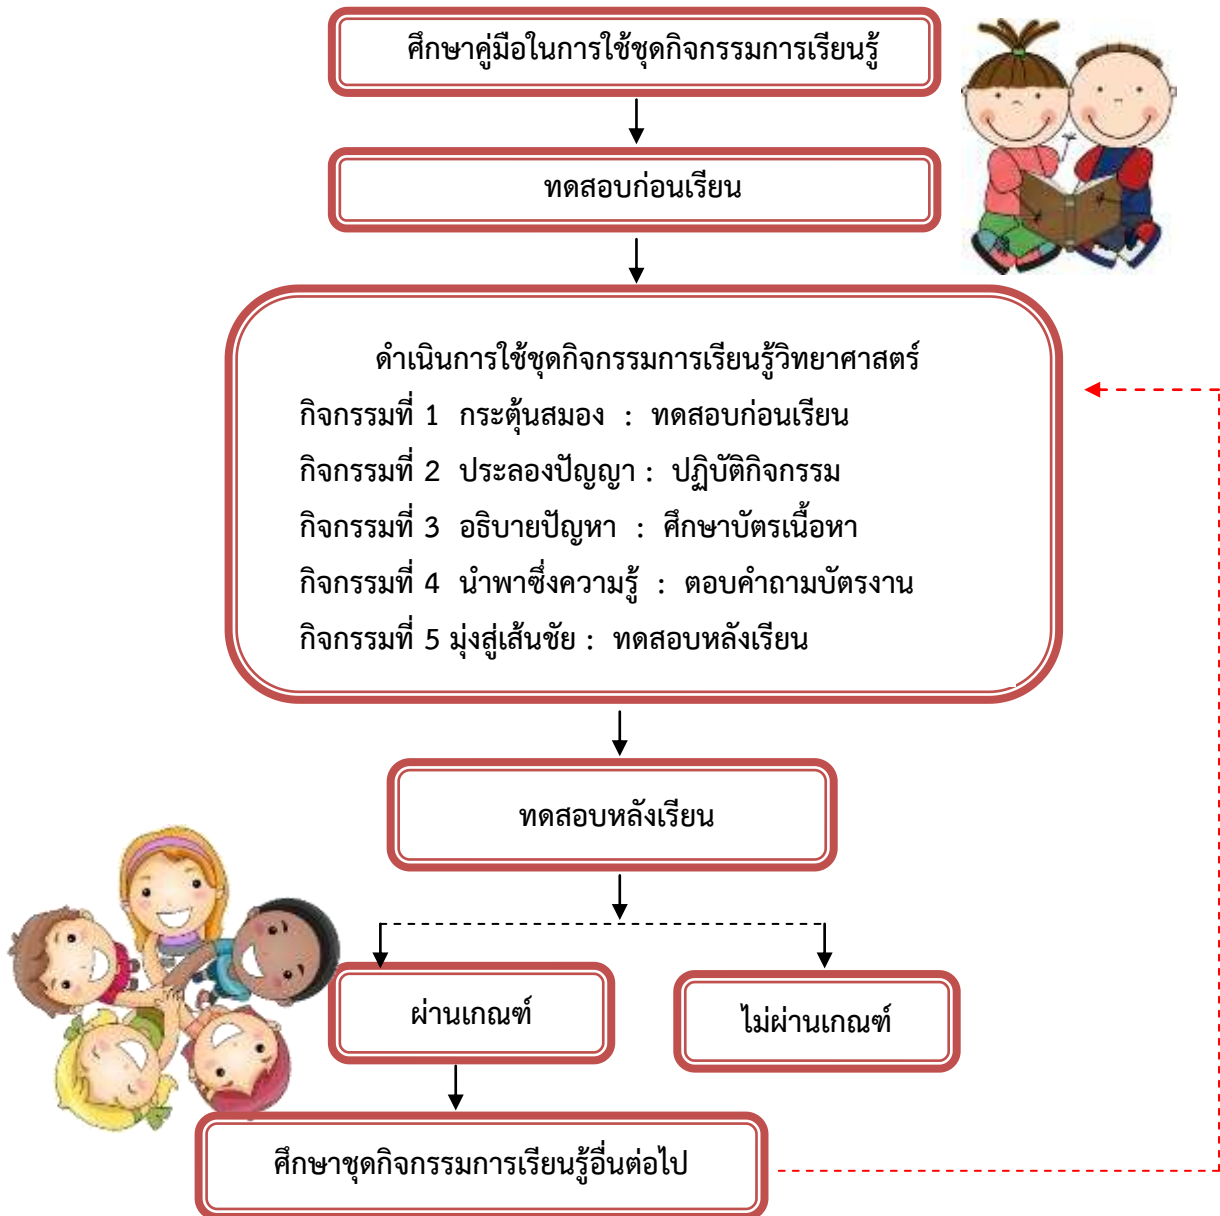 ศึกษาคู่มือในการใช้ชุดกิจกรรมการเรียนรู้
ทดสอบก่อนเรียน
ดำเนินการใช้ชุดกิจกรรมการเรียนรู้วิทยาศาสตร์
กิจกรรมที่ 1 กระตุ้นสมอง : ทดสอบก่อนเรียน
กิจกรรมที่ 2 ประลองปัญญา : ปฏิบัติกิจกรรม
กิจกรรมที่ 3 อธิบายปัญหา : ศึกษาบัตรเนื้อหา
กิจกรรมที่ 4 นำพาซึ่งความรู้ : ตอบคำถามบัตรงาน
กิจกรรมที่ 5 มุ่งสู่เส้นชัย : ทดสอบหลังเรียน
ทดสอบหลังเรียน
ผ่านเกณฑ์
ไม่ผ่านเกณฑ์
ศึกษาชุดกิจกรรมการเรียนรู้อื่นต่อไป